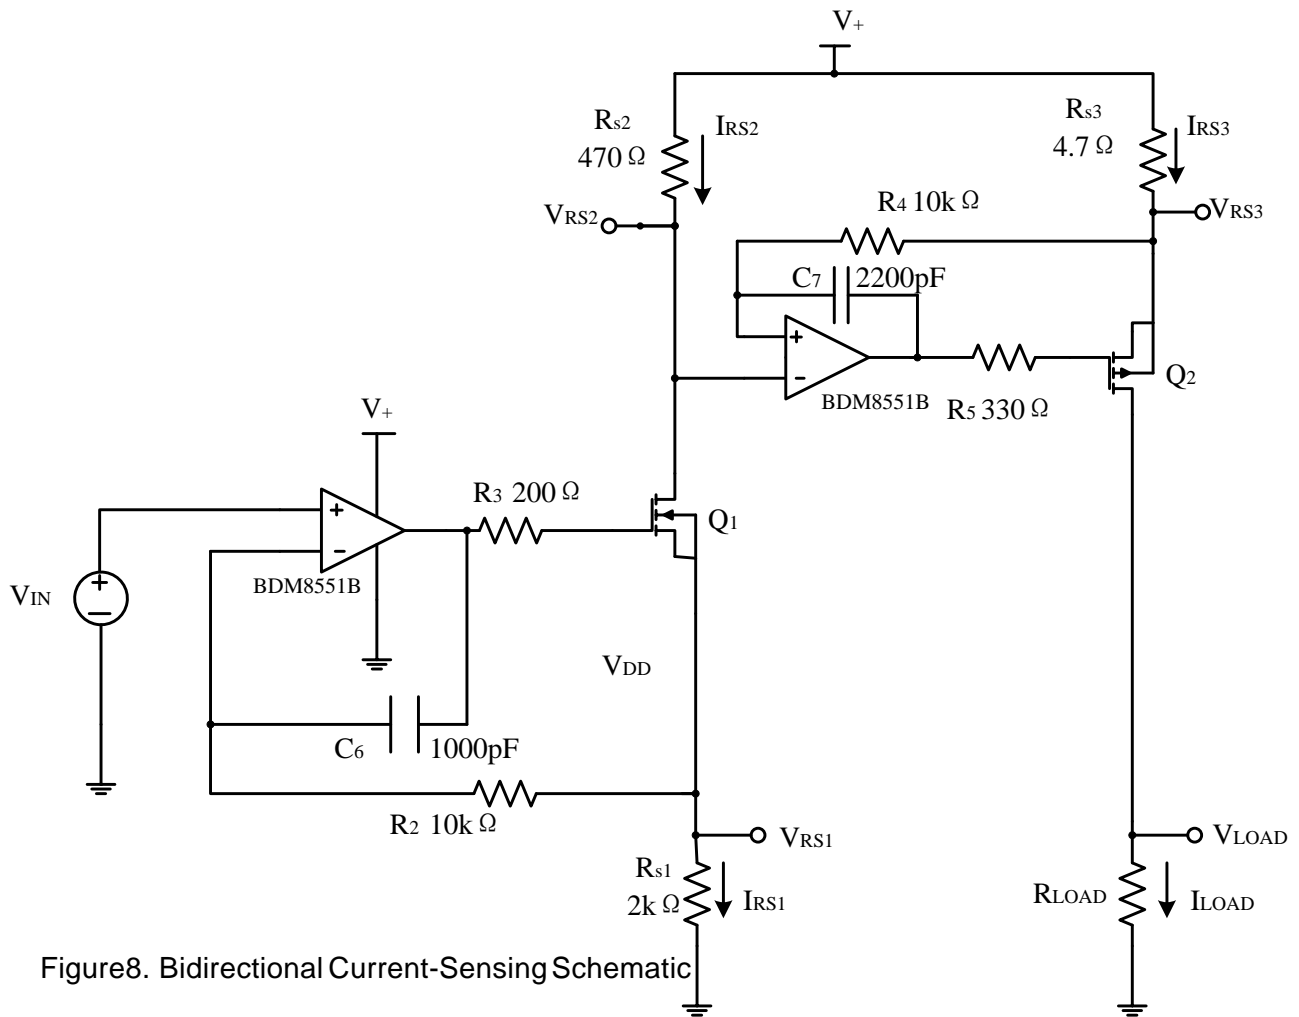 V+
Rs2
470 Ω
IRS2
Rs3
4.7 Ω
IRS3
VRS2
R4 10k Ω
VRS3
C7 2200pF
+
−
BDM8551B
R5 330 Ω
Q2
V+
R3 200 Ω
Q1
+
−
BDM8551B
VIN
+
−
VDD
C6 1000pF
R2 10k Ω
VRS1
VLOAD
Rs1
2k Ω
IRS1
RLOAD
ILOAD
Figure8. Bidirectional Current-Sensing Schematic